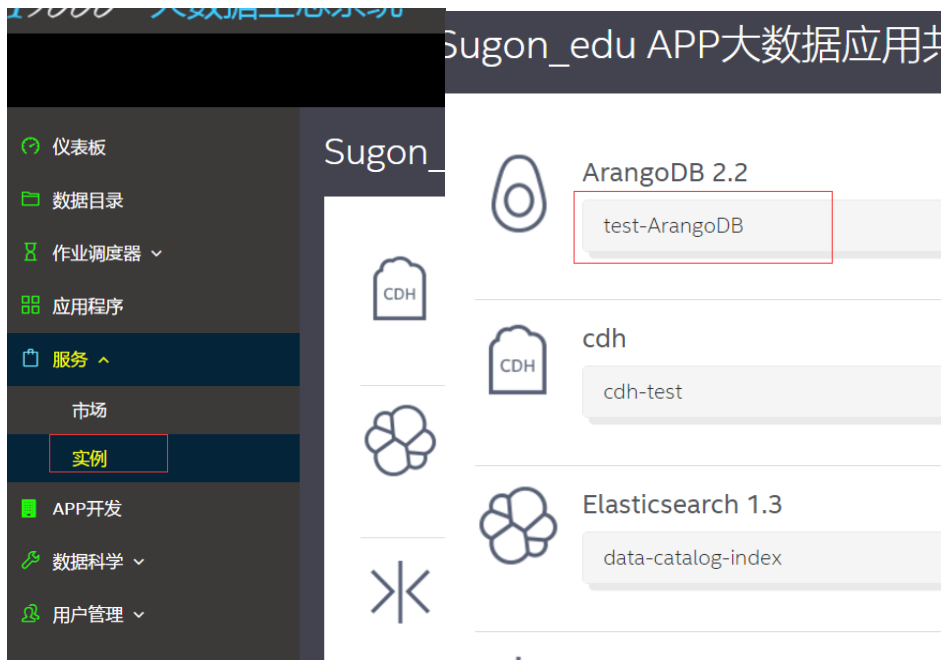 大数据生态系统
仪表板
数据目录
作业调度器
应用程序
服务
市场
实例
APP开发
数据科学
用户管理
Sugon_
CDH
Sugon_edu APP大数据应用
ArangoDB 2.2
test-ArangoDB
CDH
cdh
cdh-test
Elasticsearch 1.3
data-catalog-index